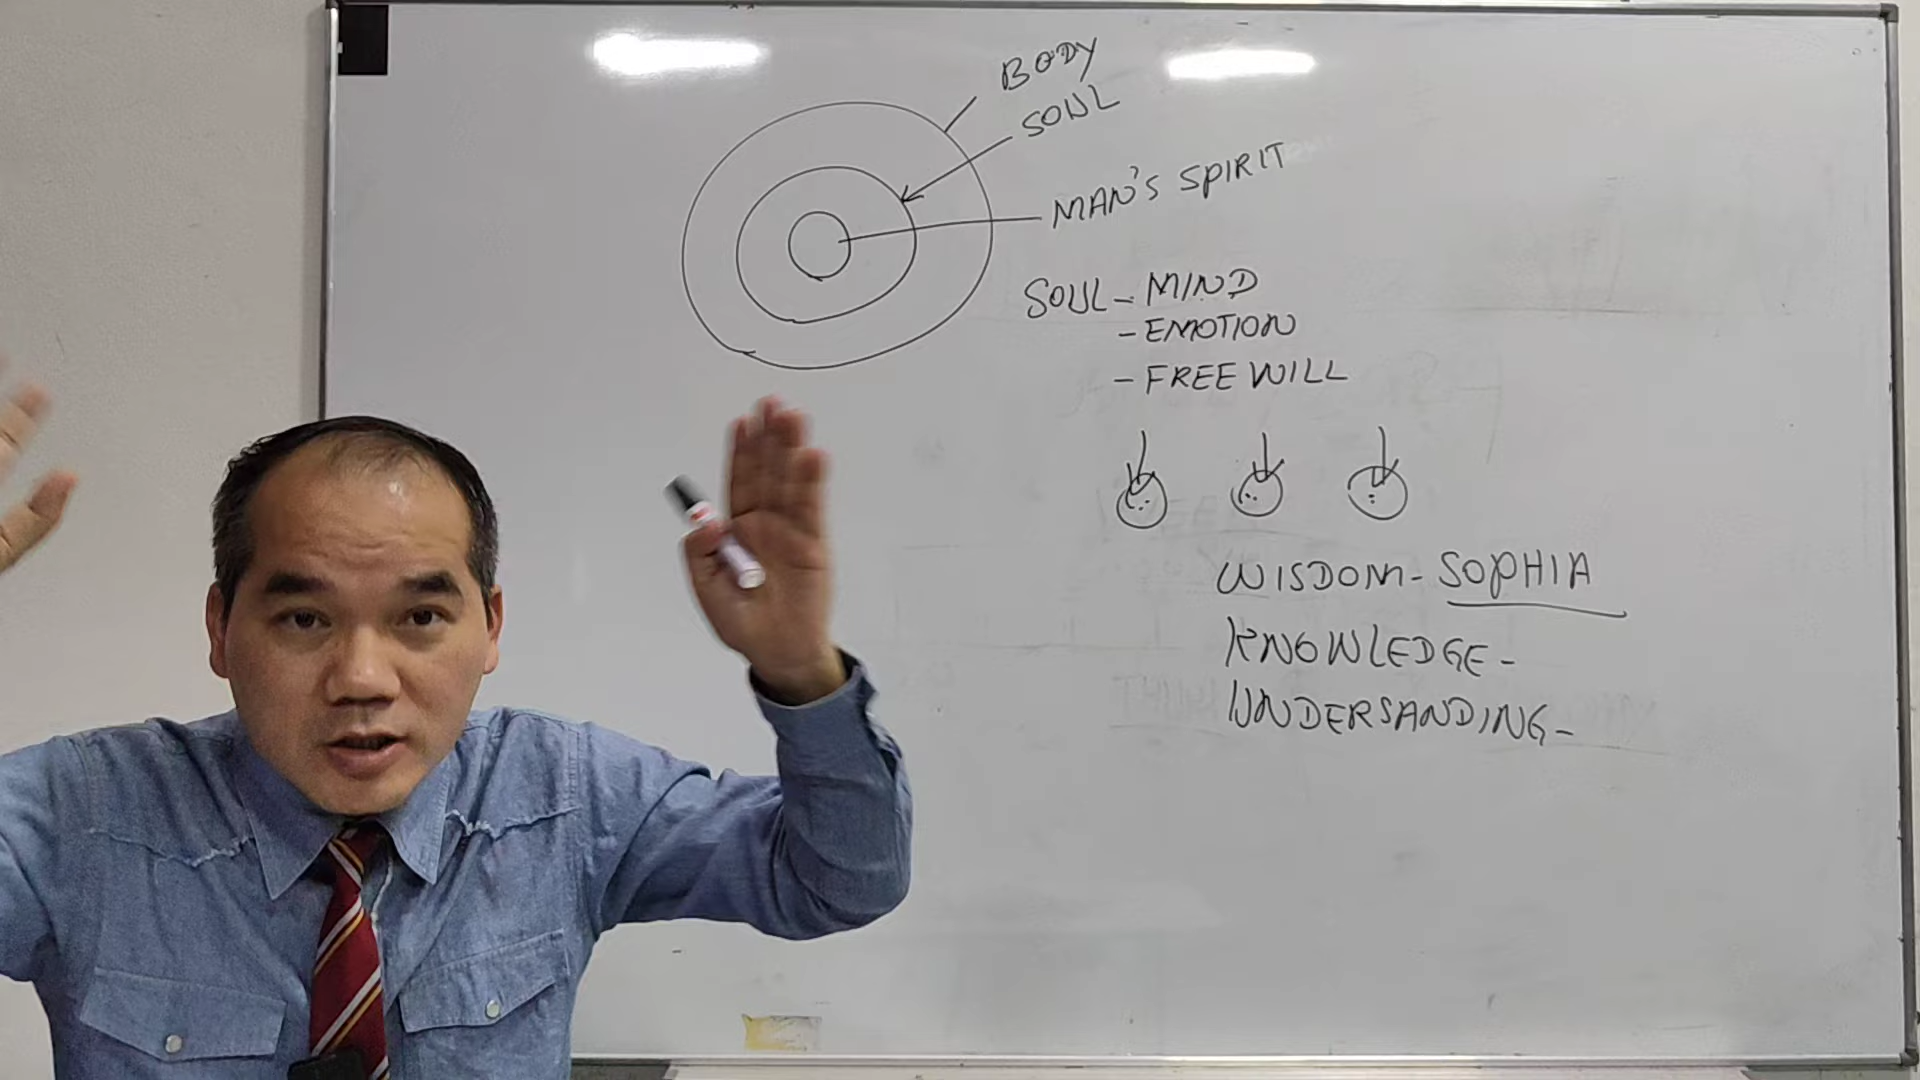 BODY
SOUL
MAN'S SPIRIT
SOUL - MIND
- EMOTION
- FREE WILL
WISDOM - SOPHIA
KNOWLEDGE -
UNDERSANDING -